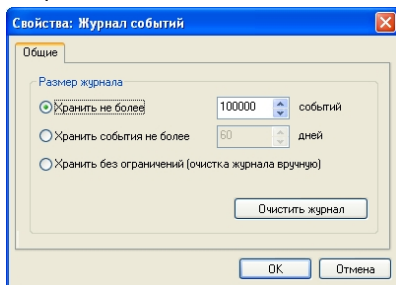 Свойства: Журнал событий
Общие
Размер журнала
Хранить не более 100000 событий
Хранить события не более 60 дней
Хранить без ограничений (очистка журнала вручную)
Очистить журнал
ОК Отмена